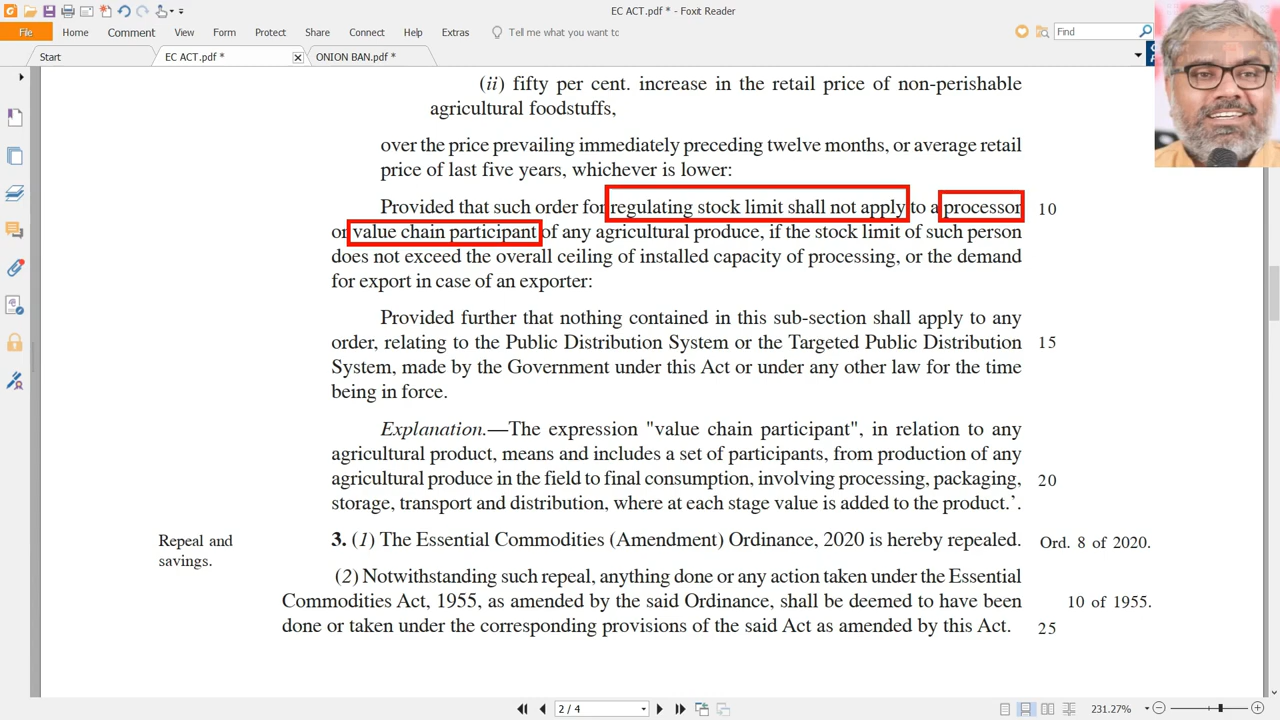 EC ACT.pdf * - Foxit Reader
File Home Comment View Form Protect Share Connect Help Extras Tell me what you want to Find
Start EC ACT.pdf * ONION BAN.pdf *
(ii) fifty per cent. increase in the retail price of non-perishable
agricultural foodstuffs,
over the price prevailing immediately preceding twelve months, or average retail
price of last five years, whichever is lower:
Provided that such order for regulating stock limit shall not apply to a processor 10
or value chain participant of any agricultural produce, if the stock limit of such person
does not exceed the overall ceiling of installed capacity of processing, or the demand
for export in case of an exporter:
Provided further that nothing contained in this sub-section shall apply to any
order, relating to the Public Distribution System or the Targeted Public Distribution 15
System, made by the Government under this Act or under any other law for the time
being in force.
Explanation.—The expression "value chain participant", in relation to any
agricultural product, means and includes a set of participants, from production of any
agricultural produce in the field to final consumption, involving processing, packaging, 20
storage, transport and distribution, where at each stage value is added to the product.’.
Repeal and 3. (1) The Essential Commodities (Amendment) Ordinance, 2020 is hereby repealed. Ord. 8 of 2020.
savings.
(2) Notwithstanding such repeal, anything done or any action taken under the Essential
Commodities Act, 1955, as amended by the said Ordinance, shall be deemed to have been 10 of 1955.
done or taken under the corresponding provisions of the said Act as amended by this Act. 25
2 / 4 231.27%